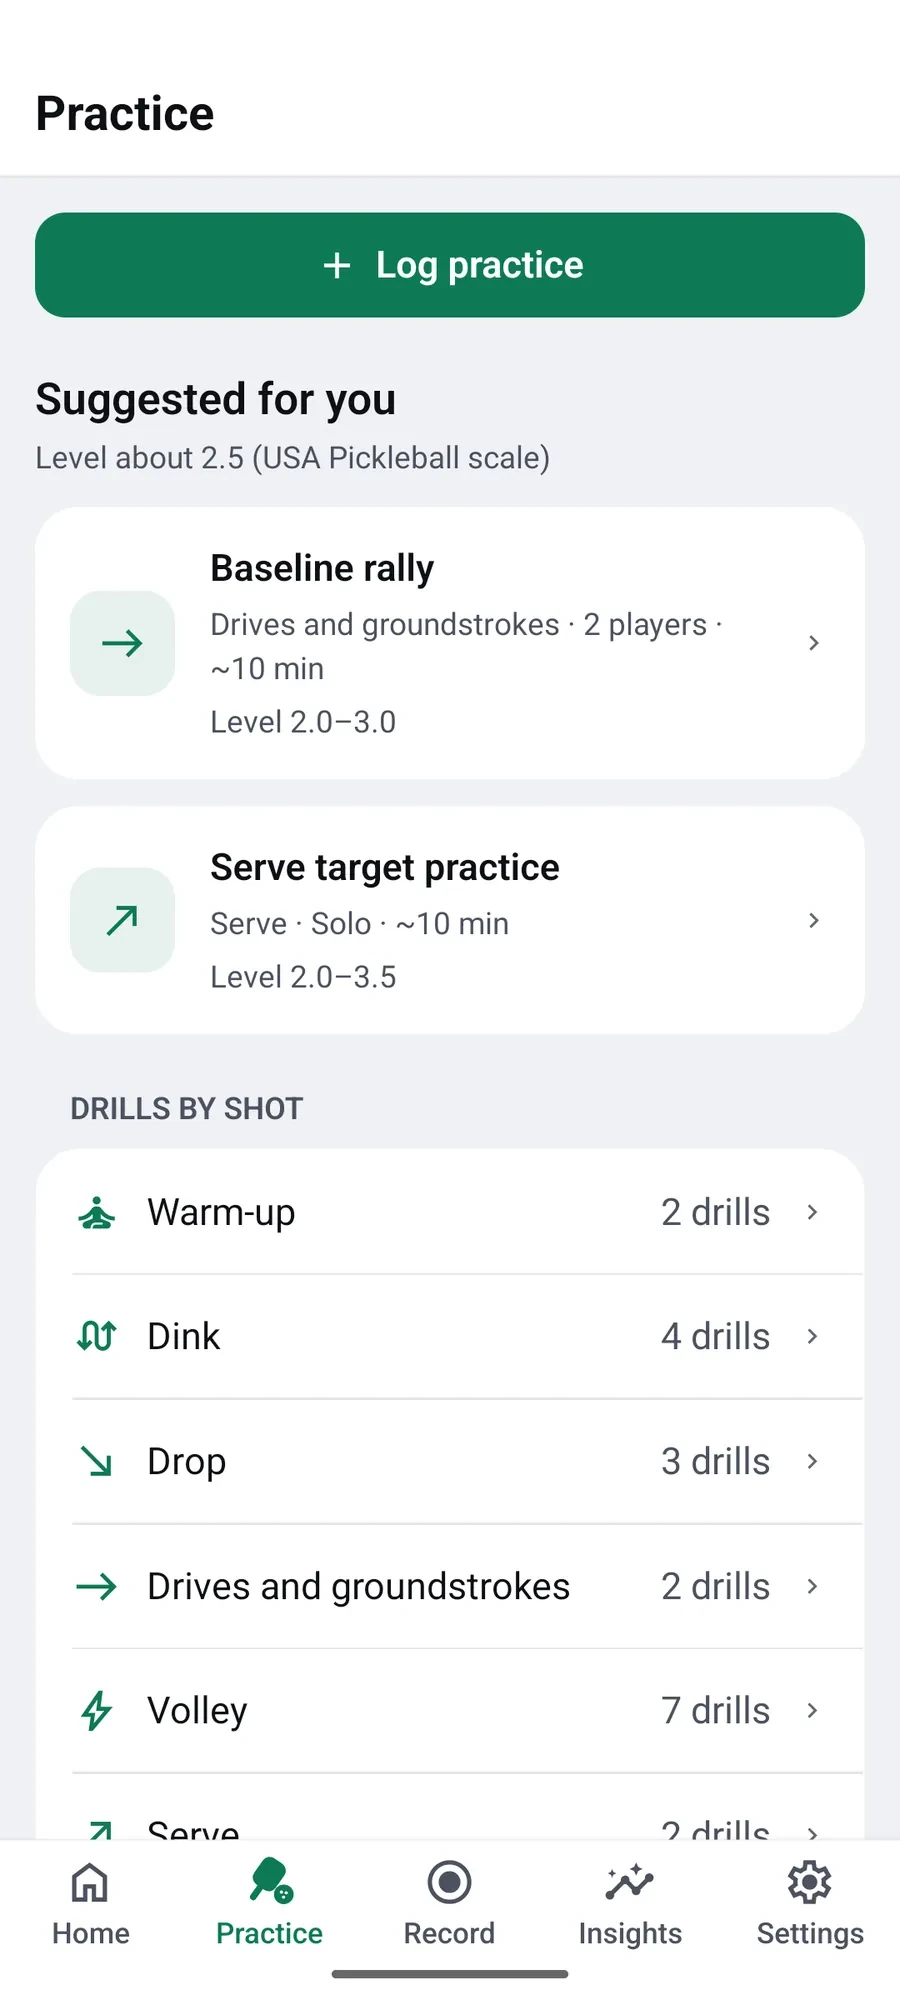 Practice
+ Log practice
Suggested for you
Level about 2.5 (USA Pickleball scale)
Baseline rally
Drives and groundstrokes · 2 players ·
~10 min
Level 2.0–3.0
Serve target practice
Serve · Solo · ~10 min
Level 2.0–3.5
DRILLS BY SHOT
Warm-up 2 drills
Dink 4 drills
Drop 3 drills
Drives and groundstrokes 2 drills
Volley 7 drills
Serve 2 drills
Home Practice Record Insights Settings